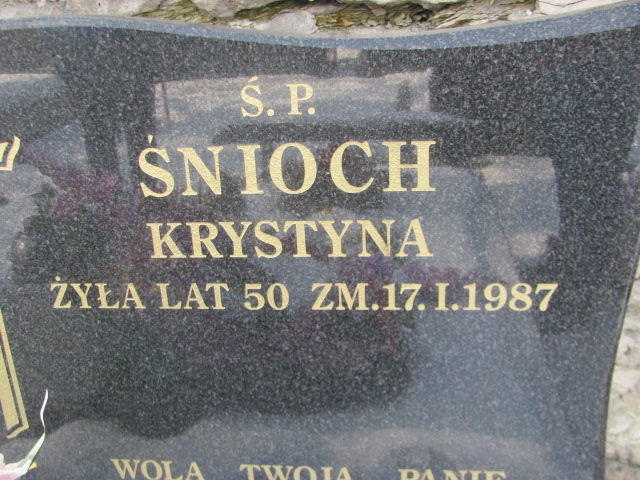 Ś. P.
ŚNIOCH
KRYSTYNA
ŻYŁA LAT 50 ZM.17.I.1987
WOLA TWOJA PANIE